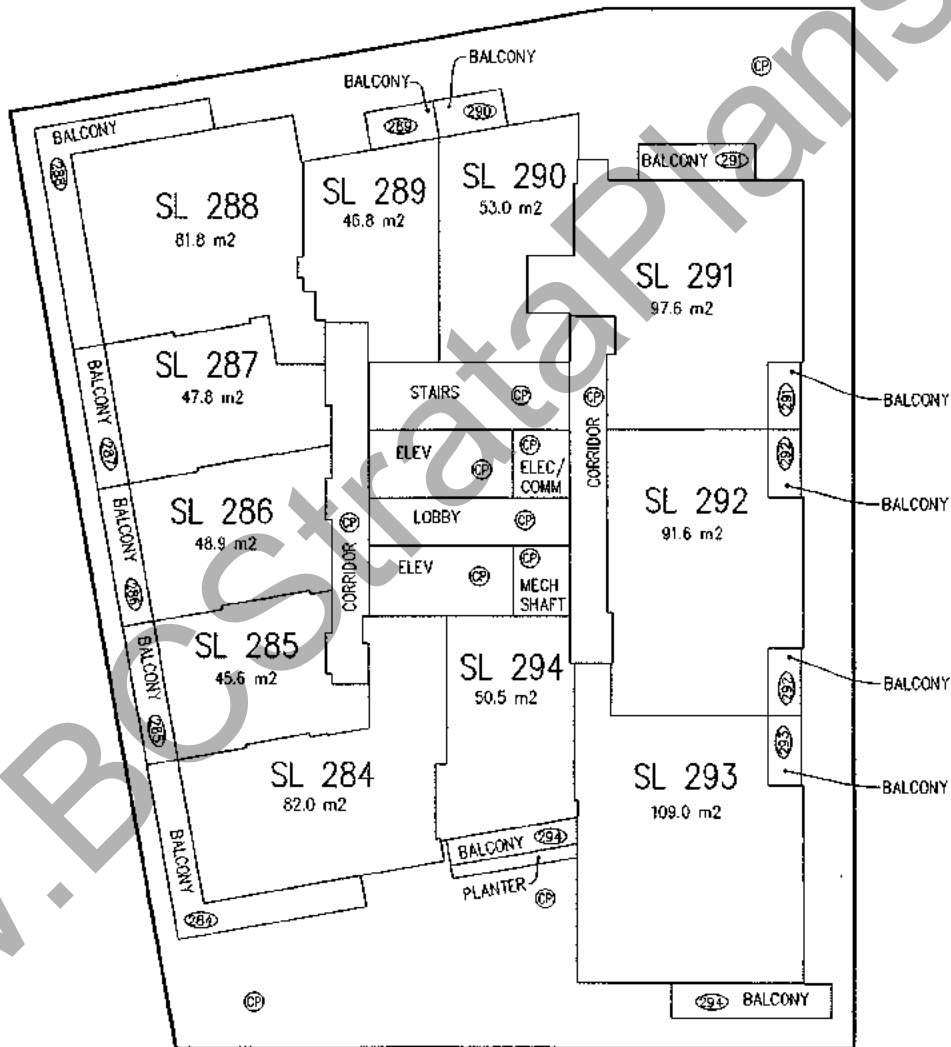 BALCONY
BALCONY
CP
BALCONY
289
290
288
BALCONY 291
SL 288
81.8 m2
SL 289
46.8 m2
SL 290
53.0 m2
SL 291
97.6 m2
SL 287
47.8 m2
BALCONY
287
STAIRS
CP
CORRIDOR
CP
291
BALCONY
ELEV
CP
CP
ELEC/
COMM
292
BALCONY
SL 286
48.9 m2
BALCONY
286
CORRIDOR
CP
LOBBY
CP
SL 292
91.6 m2
ELEV
CP
CP
MECH
SHAFT
SL 285
45.6 m2
BALCONY
285
SL 294
50.5 m2
292
BALCONY
293
BALCONY
SL 284
82.0 m2
SL 293
109.0 m2
BALCONY
284
BALCONY 294
PLANTER
CP
CP
294 BALCONY
.BCStrataPlans